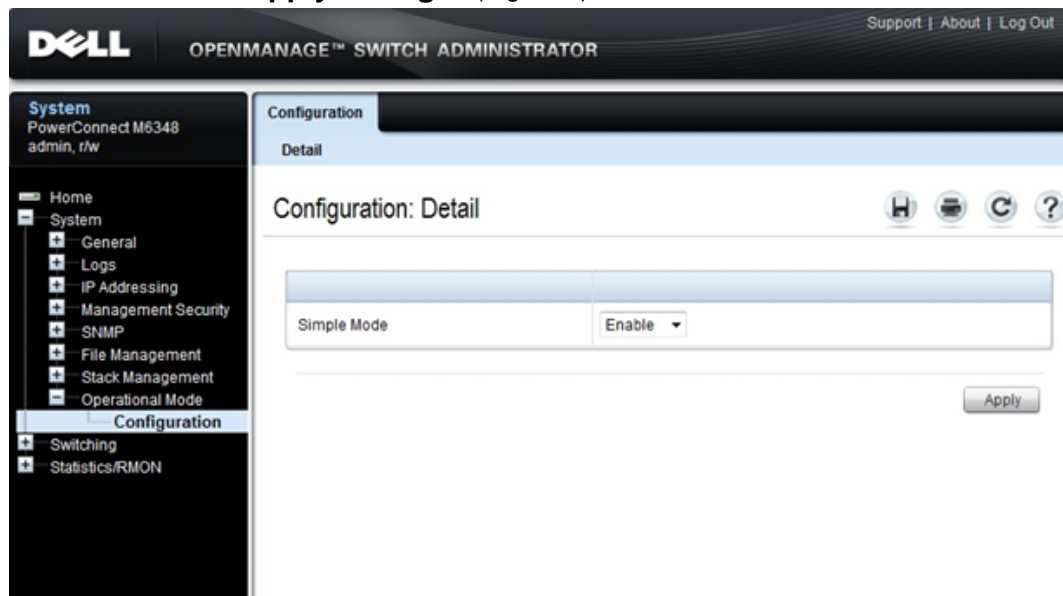 Apply
Support | About | Log Out
DELL OPENMANAGE™ SWITCH ADMINISTRATOR
System
PowerConnect M6348
admin, r/w
Home
System
General
Logs
IP Addressing
Management Security
SNMP
File Management
Stack Management
Operational Mode
Configuration
Switching
Statistics/RMON
Configuration
Detail
Configuration: Detail
?
Simple Mode Enable
Apply